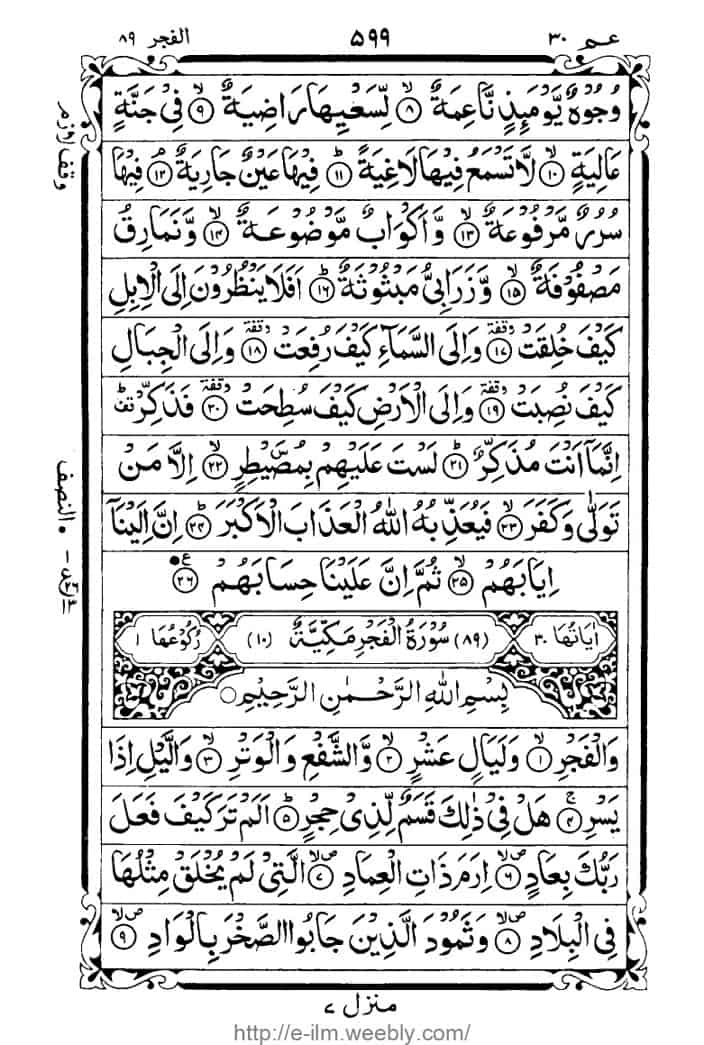 عـم ٣٠ ۵۹۹ الفجر ۸۹
وُجُوۡهٌ يَّوۡمَئِذٍ نَّاعِمَةٌ ۙ‏﴿۸﴾ لِّسَعۡيِهَا رَاضِيَةٌ ۙ‏﴿۹﴾ فِىۡ جَنَّةٍ
عَالِيَةٍ ۙ‏﴿۱۰﴾ لَّا تَسۡمَعُ فِيۡهَا لَاغِيَةً ؕ‏﴿۱۱﴾ فِيۡهَا عَيۡنٌ جَارِيَةٌ‌ ۘ‏﴿۱۲﴾ فِيۡهَا
سُرُرٌ مَّرۡفُوۡعَةٌ ۙ‏﴿۱۳﴾ وَّاَكۡوَابٌ مَّوۡضُوۡعَةٌ ۙ‏﴿۱۴﴾ وَّنَمَارِقُ
مَصۡفُوۡفَةٌ ۙ‏﴿۱۵﴾ وَّزَرَابِىُّ مَبۡثُوۡثَةٌ ؕ‏﴿۱۶﴾ اَفَلَا يَنۡظُرُوۡنَ اِلَى الۡاِبِلِ
كَيۡفَ خُلِقَتۡ ﴿۱۷﴾ وقفة وَاِلَى السَّمَآءِ كَيۡفَ رُفِعَتۡ ﴿۱۸﴾ وقفة وَاِلَى الۡجِبَالِ
كَيۡفَ نُصِبَتۡ ﴿۱۹﴾ وقفة وَاِلَى الۡاَرۡضِ كَيۡفَ سُطِحَتۡ ﴿۲۰﴾ وقفة فَذَكِّرۡ ؕ قف
اِنَّمَاۤ اَنۡتَ مُذَكِّرٌ ؕ‏﴿۲۱﴾ لَسۡتَ عَلَيۡهِمۡ بِمُصَۜيۡطِرٍ ۙ‏﴿۲۲﴾ اِلَّا مَنۡ
تَوَلّٰى وَكَفَرَ ۙ‏﴿۲۳﴾ فَيُعَذِّبُهُ اللّٰهُ الۡعَذَابَ الۡاَكۡبَرَ ؕ‏﴿۲۴﴾ اِنَّ اِلَيۡنَاۤ
اِيَابَهُمۡ ۙ‏﴿۲۵﴾ ثُمَّ اِنَّ عَلَيۡنَا حِسَابَهُمۡ ﴿۲۶﴾ ع
اٰيَاتُهَا ٣٠ (۸۹) سُوۡرَةُ الۡفَجۡرِ مَكِّيَّةٌ (۱۰) رُكُوۡعُهَا ١
بِسۡمِ اللّٰهِ الرَّحۡمٰنِ الرَّحِيۡمِ
وَالۡفَجۡرِ ۙ‏﴿۱﴾ وَلَيَالٍ عَشۡرٍ ۙ‏﴿۲﴾ وَّالشَّفۡعِ وَالۡوَتۡرِ ۙ‏﴿۳﴾ وَالَّيۡلِ اِذَا
يَسۡرِ‌ ۚ‏﴿۴﴾ هَلۡ فِىۡ ذٰلِكَ قَسَمٌ لِّذِىۡ حِجۡرٍ ؕ‏﴿۵﴾ اَلَمۡ تَرَ كَيۡفَ فَعَلَ
رَبُّكَ بِعَادٍ ۙ‏﴿۶﴾ ص اِرَمَ ذَاتِ الۡعِمَادِ ۙ‏﴿۷﴾ ص الَّتِىۡ لَمۡ يُخۡلَقۡ مِثۡلُهَا
فِى الۡبِلَادِ ۙ‏﴿۸﴾ ص وَثَمُوۡدَ الَّذِيۡنَ جَابُوا الصَّخۡرَ بِالۡوَادِ ۙ‏﴿۹﴾ ص
منزل ۷
وقف لازم
النصف
http://e-ilm.weebly.com/